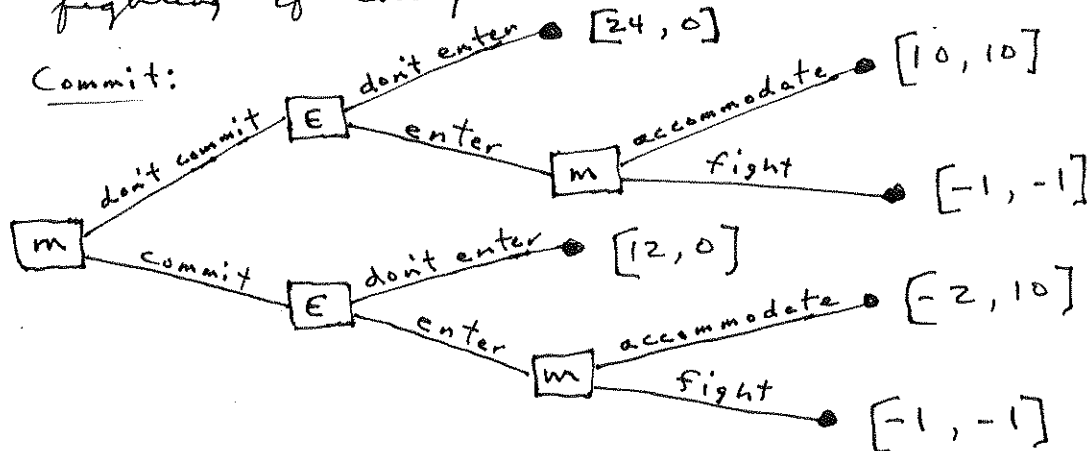 of
Commit:
don't enter
[24, 0]
don't commit
E
enter
accommodate
[10, 10]
m
fight
[-1, -1]
m
commit
don't enter
[12, 0]
E
enter
accommodate
[-2, 10]
m
fight
[-1, -1]